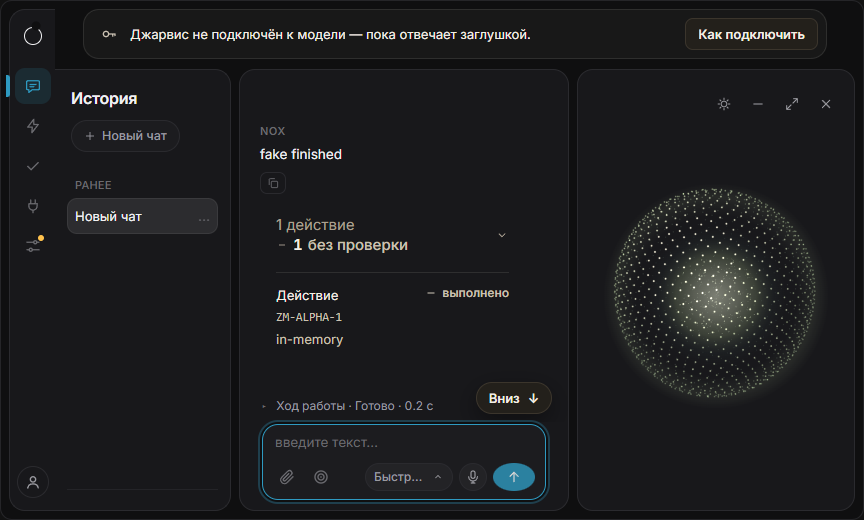 Джарвис не подключён к модели — пока отвечает заглушкой.
Как подключить
История
+ Новый чат
РАНЕЕ
Новый чат ...
NOX
fake finished
1 действие
– 1 без проверки
Действие
– выполнено
ZM-ALPHA-1
in-memory
Вниз ↓
Ход работы · Готово · 0.2 с
введите текст...
Быстр...